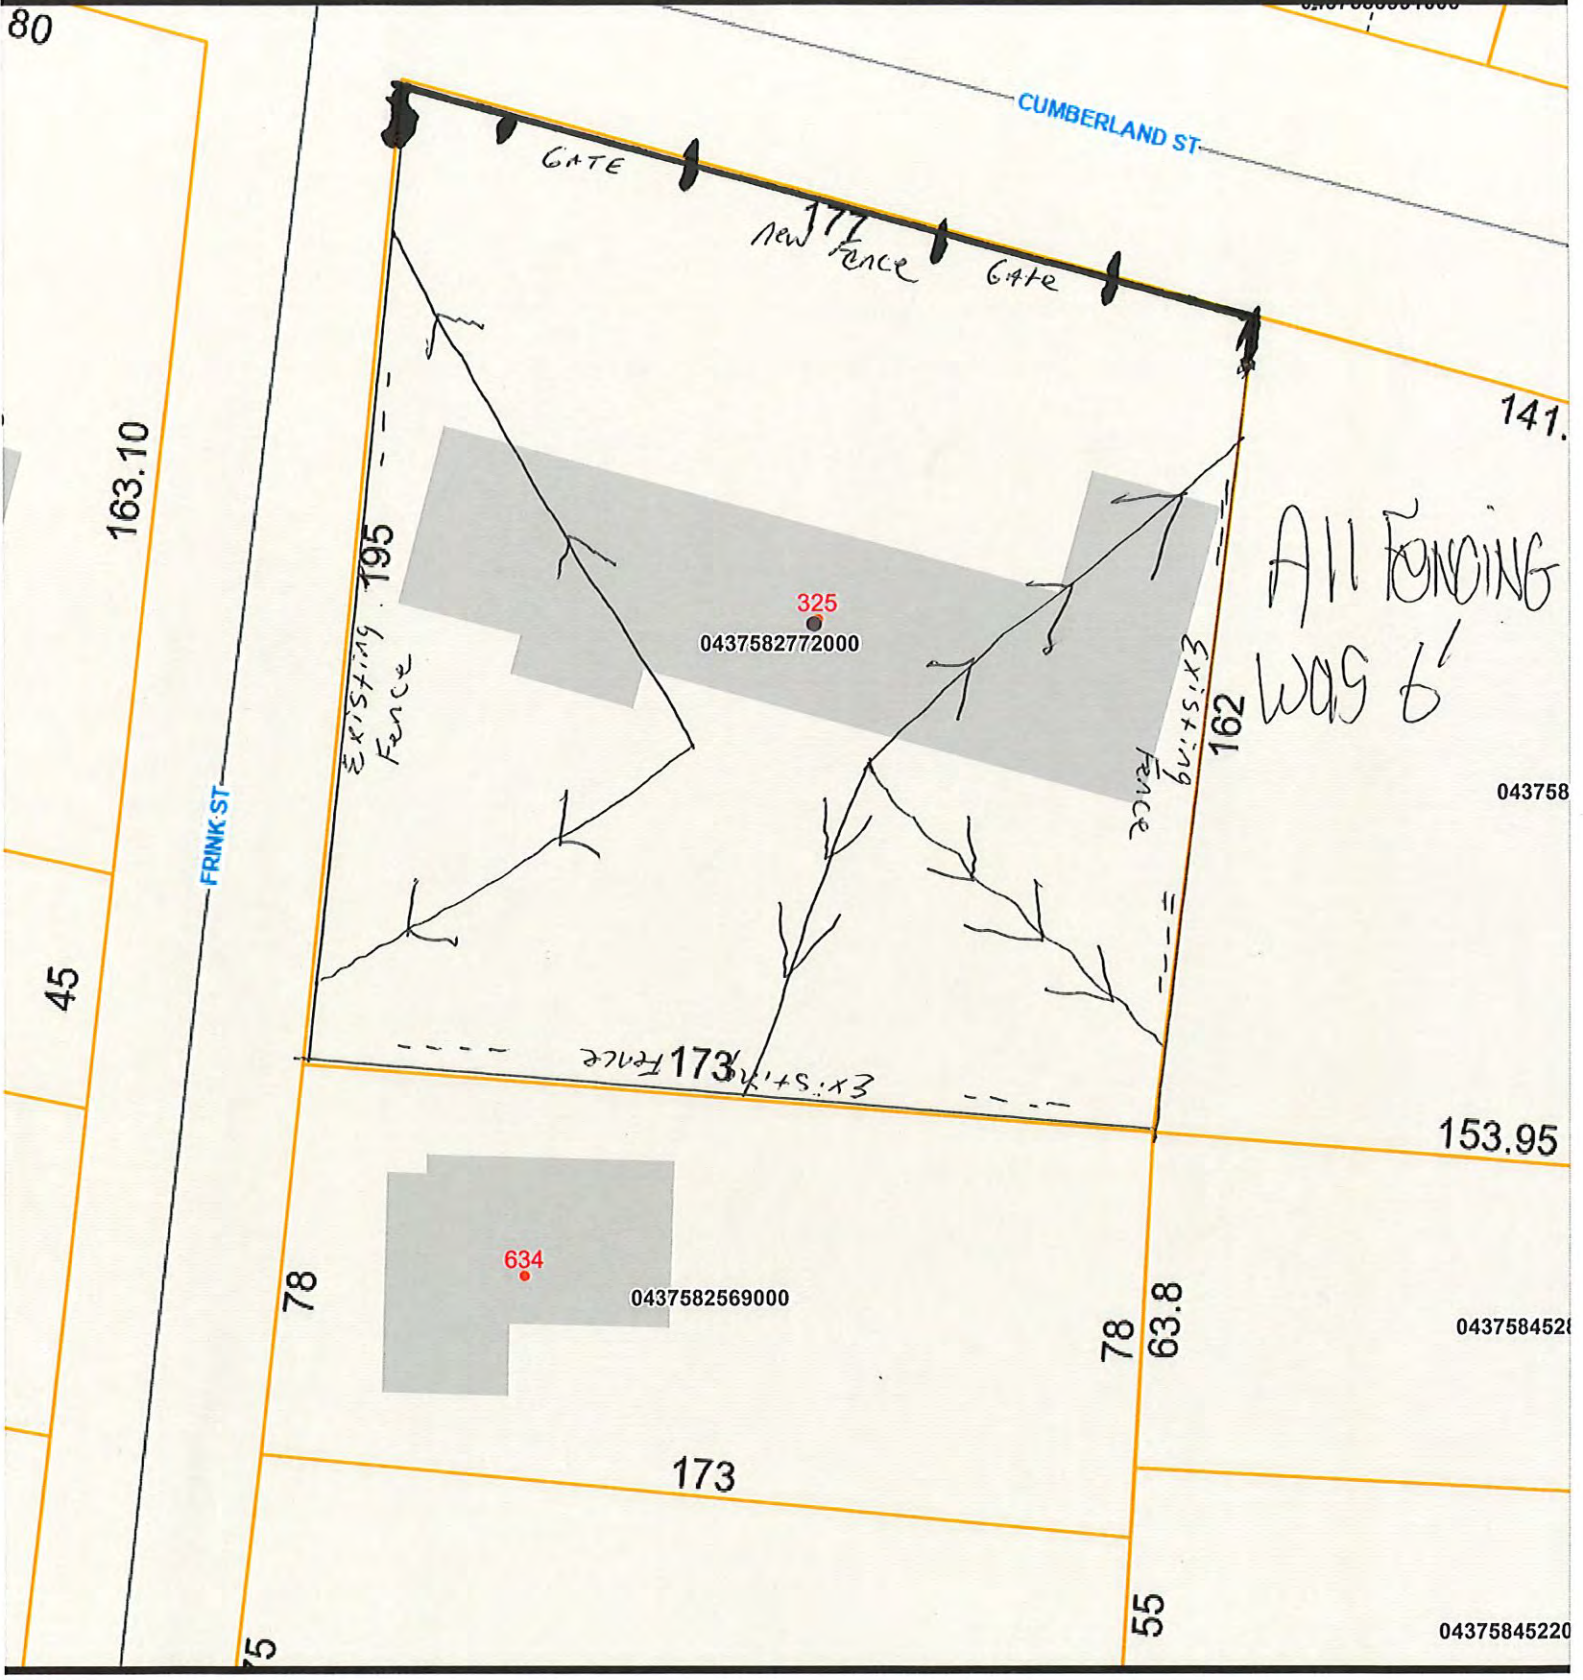 80
CUMBERLAND ST
GATE
177
new Fence
GAte
141.
163.10
195
Existing
Fence
325
0437582772000
All FENCING
was 6'
Existing
Fence
162
043758
FRINK ST
45
Existing Fence
173
153.95
634
0437582569000
78
78
63.8
043758452
173
55
04375845220